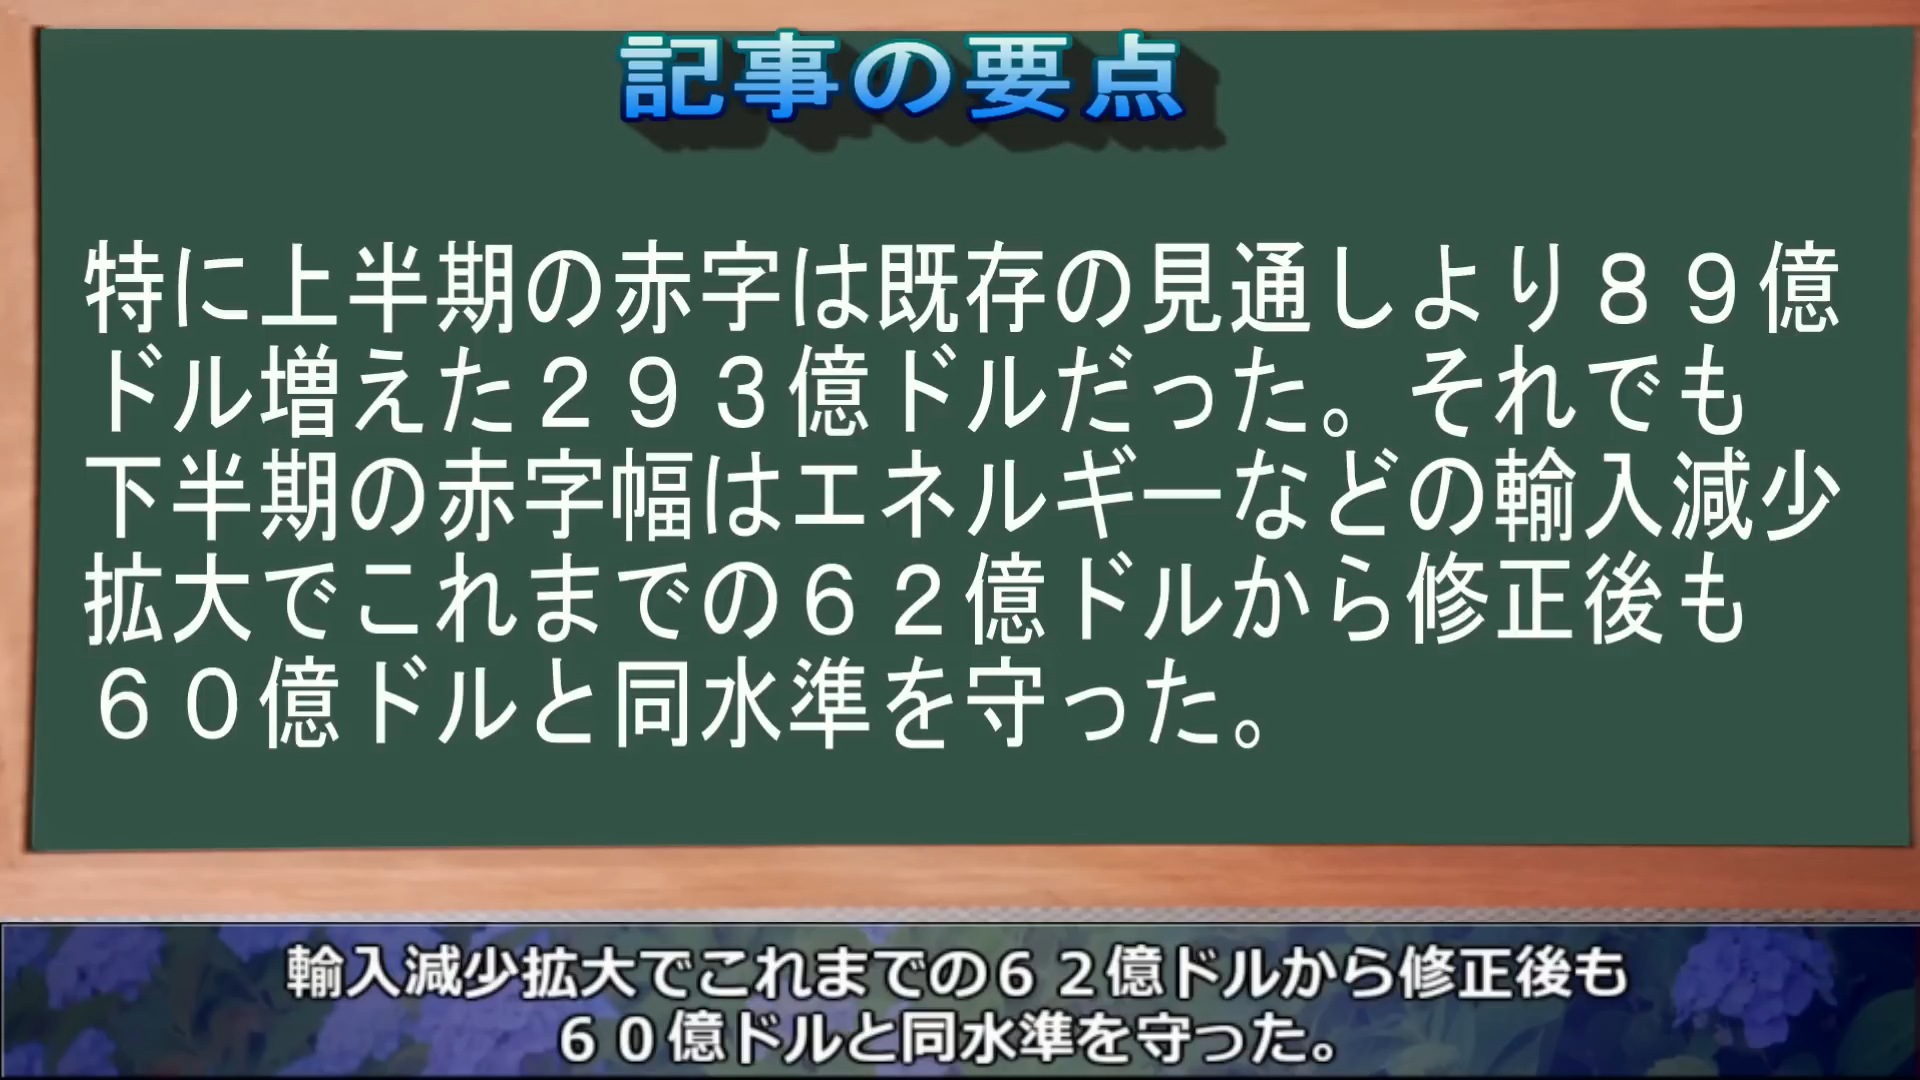 記事の要点
特に上半期の赤字は既存の見通しより８９億
ドル増えた２９３億ドルだった。それでも
下半期の赤字幅はエネルギーなどの輸入減少
拡大でこれまでの６２億ドルから修正後も
６０億ドルと同水準を守った。
輸入減少拡大でこれまでの６２億ドルから修正後も
６０億ドルと同水準を守った。